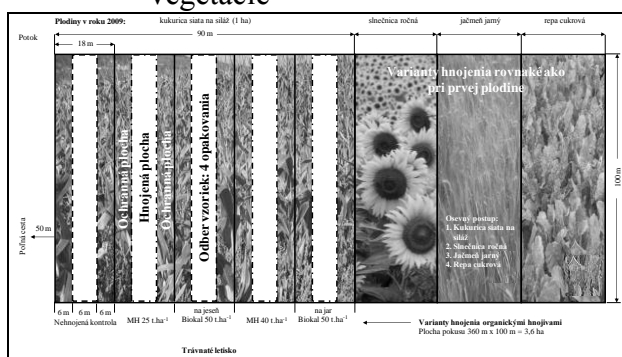 vegetácie
Plodiny v roku 2009:
kukurica siata na siláž (1 ha)
slnečnica ročná
jačmeň jarný
repa cukrová
Potok
90 m
18 m
Varianty hnojenia rovnaké ako
pri prvej plodine
Ochranná plocha
Hnojená plocha
Ochranná plocha
Odber vzoriek: 4 opakovania
100 m
50 m
Poľná cesta
Osevný postup:
1. Kukurica siata na
siláž
2. Slnečnica ročná
3. Jačmeň jarný
4. Repa cukrová
6 m 6 m 6 m
Nehnojená kontrola
MH 25 t.ha-1
na jeseň
Biokal 50 t.ha-1
MH 40 t.ha-1
na jar
Biokal 50 t.ha-1
Varianty hnojenia organickými hnojivami
Plocha pokusu 360 m x 100 m = 3,6 ha
Trávnaté letisko